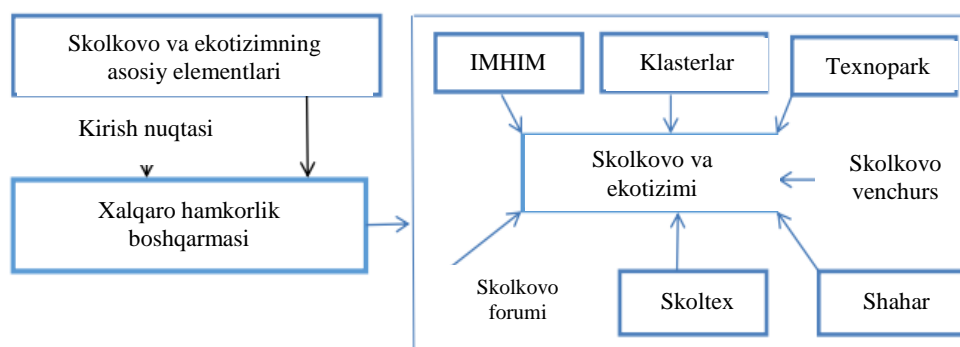 Skolkovo va ekotizimning
asosiy elementlari
Kirish nuqtasi
Xalqaro hamkorlik
boshqarmasi
IMHIM
Klasterlar
Texnopark
Skolkovo va
ekotizimi
Skolkovo
venchurs
Skolkovo
forumi
Skoltex
Shahar